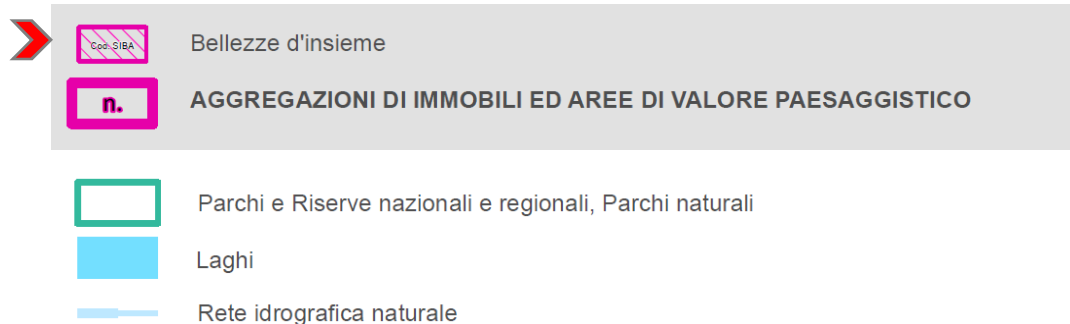 Cod. SIBA
Bellezze d'insieme
n.
AGGREGAZIONI DI IMMOBILI ED AREE DI VALORE PAESAGGISTICO
Parchi e Riserve nazionali e regionali, Parchi naturali
Laghi
Rete idrografica naturale